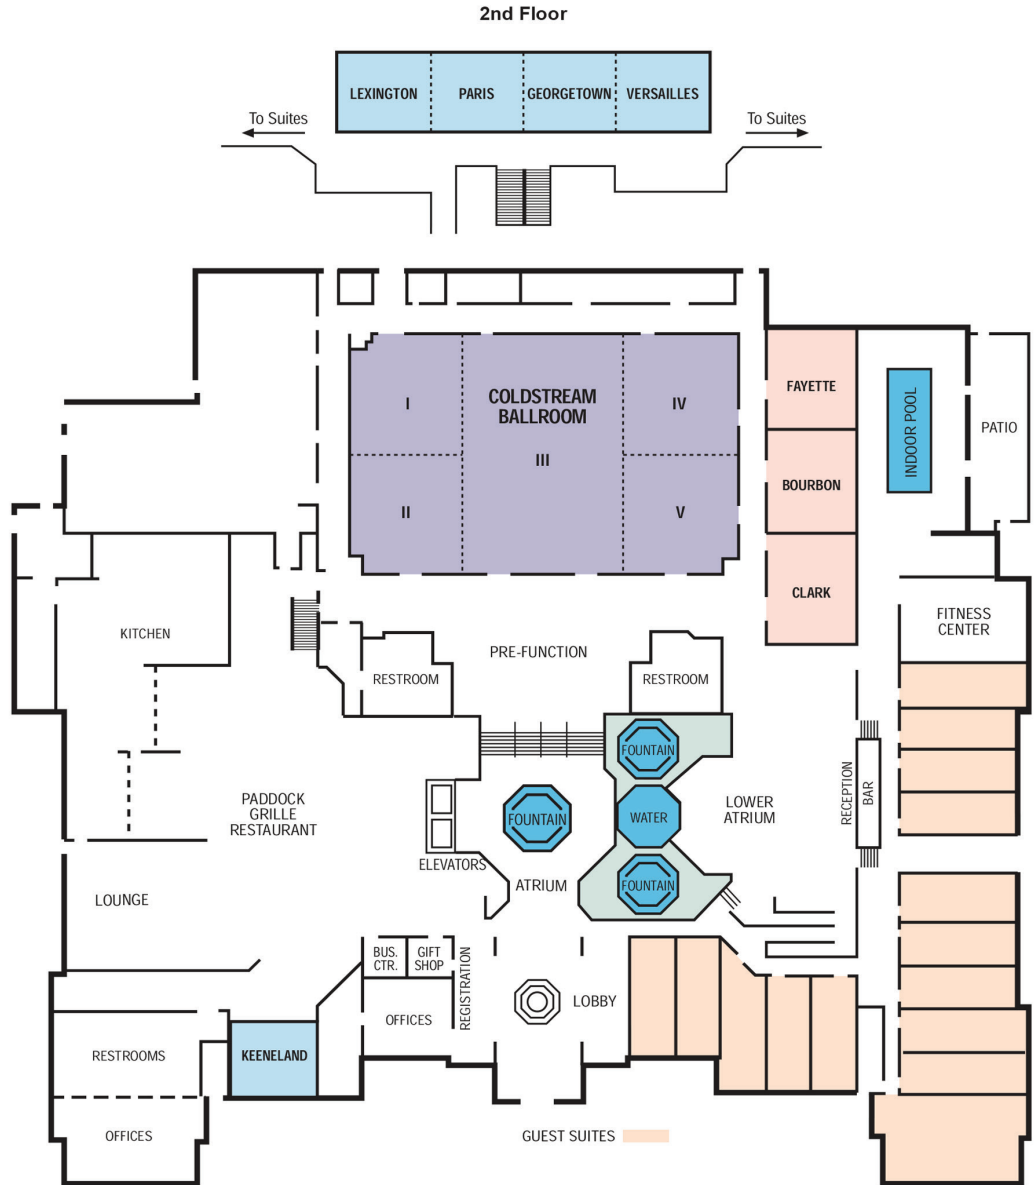 2nd Floor
LEXINGTON
PARIS
GEORGETOWN
VERSAILLES
To Suites
To Suites
COLDSTREAM
BALLROOM
I
II
III
IV
V
FAYETTE
BOURBON
CLARK
INDOOR POOL
PATIO
KITCHEN
PRE-FUNCTION
RESTROOM
RESTROOM
FITNESS
CENTER
PADDOCK
GRILLE
RESTAURANT
ELEVATORS
FOUNTAIN
FOUNTAIN
WATER
FOUNTAIN
ATRIUM
LOWER
ATRIUM
RECEPTION
BAR
LOUNGE
BUS.
CTR.
GIFT
SHOP
REGISTRATION
LOBBY
OFFICES
RESTROOMS
KEENELAND
OFFICES
GUEST SUITES